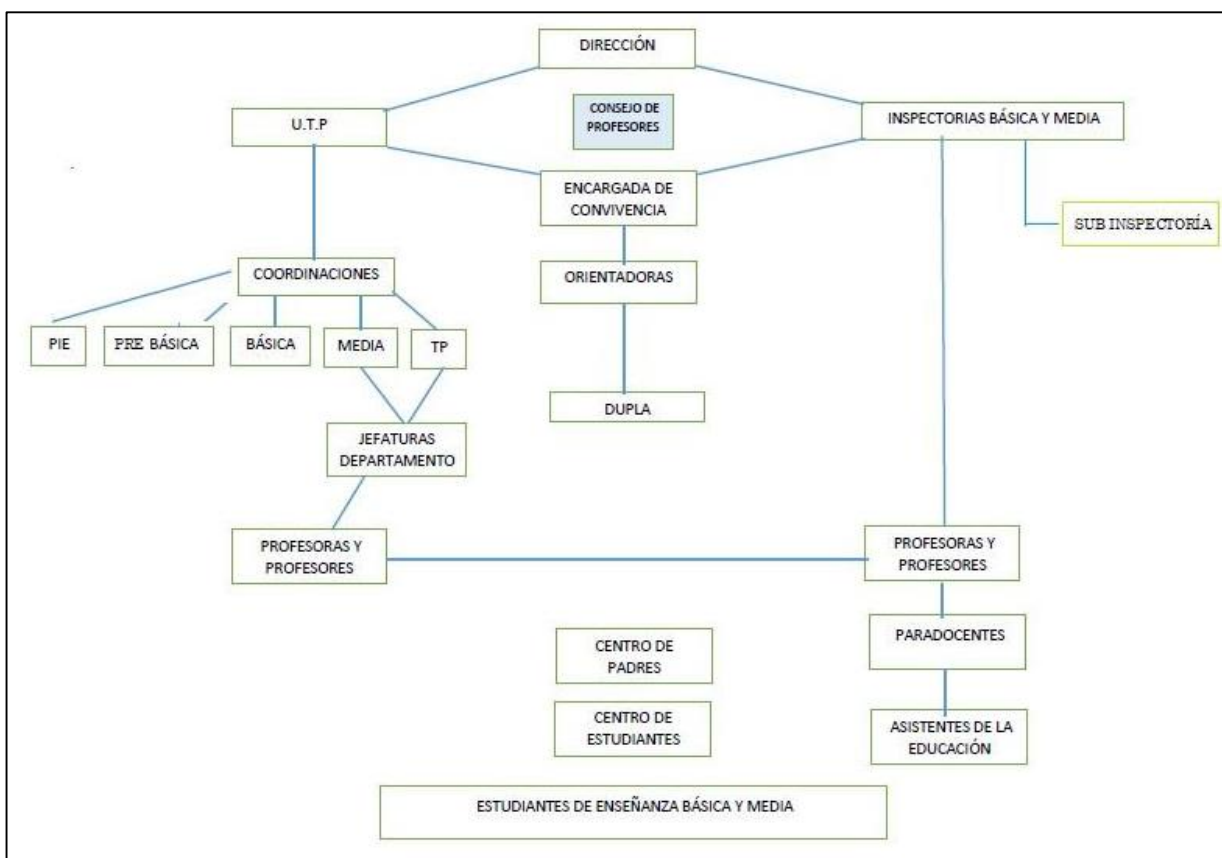 DIRECCIÓN
CONSEJO DE
PROFESORES
U.T.P
INSPECTORIAS BÁSICA Y MEDIA
ENCARGADA DE
CONVIVENCIA
SUB INSPECTORÍA
COORDINACIONES
ORIENTADORAS
PIE
PRE BÁSICA
BÁSICA
MEDIA
TP
DUPLA
JEFATURAS
DEPARTAMENTO
PROFESORAS Y
PROFESORES
PROFESORAS Y
PROFESORES
PARADOCENTES
CENTRO DE
PADRES
CENTRO DE
ESTUDIANTES
ASISTENTES DE LA
EDUCACIÓN
ESTUDIANTES DE ENSEÑANZA BÁSICA Y MEDIA